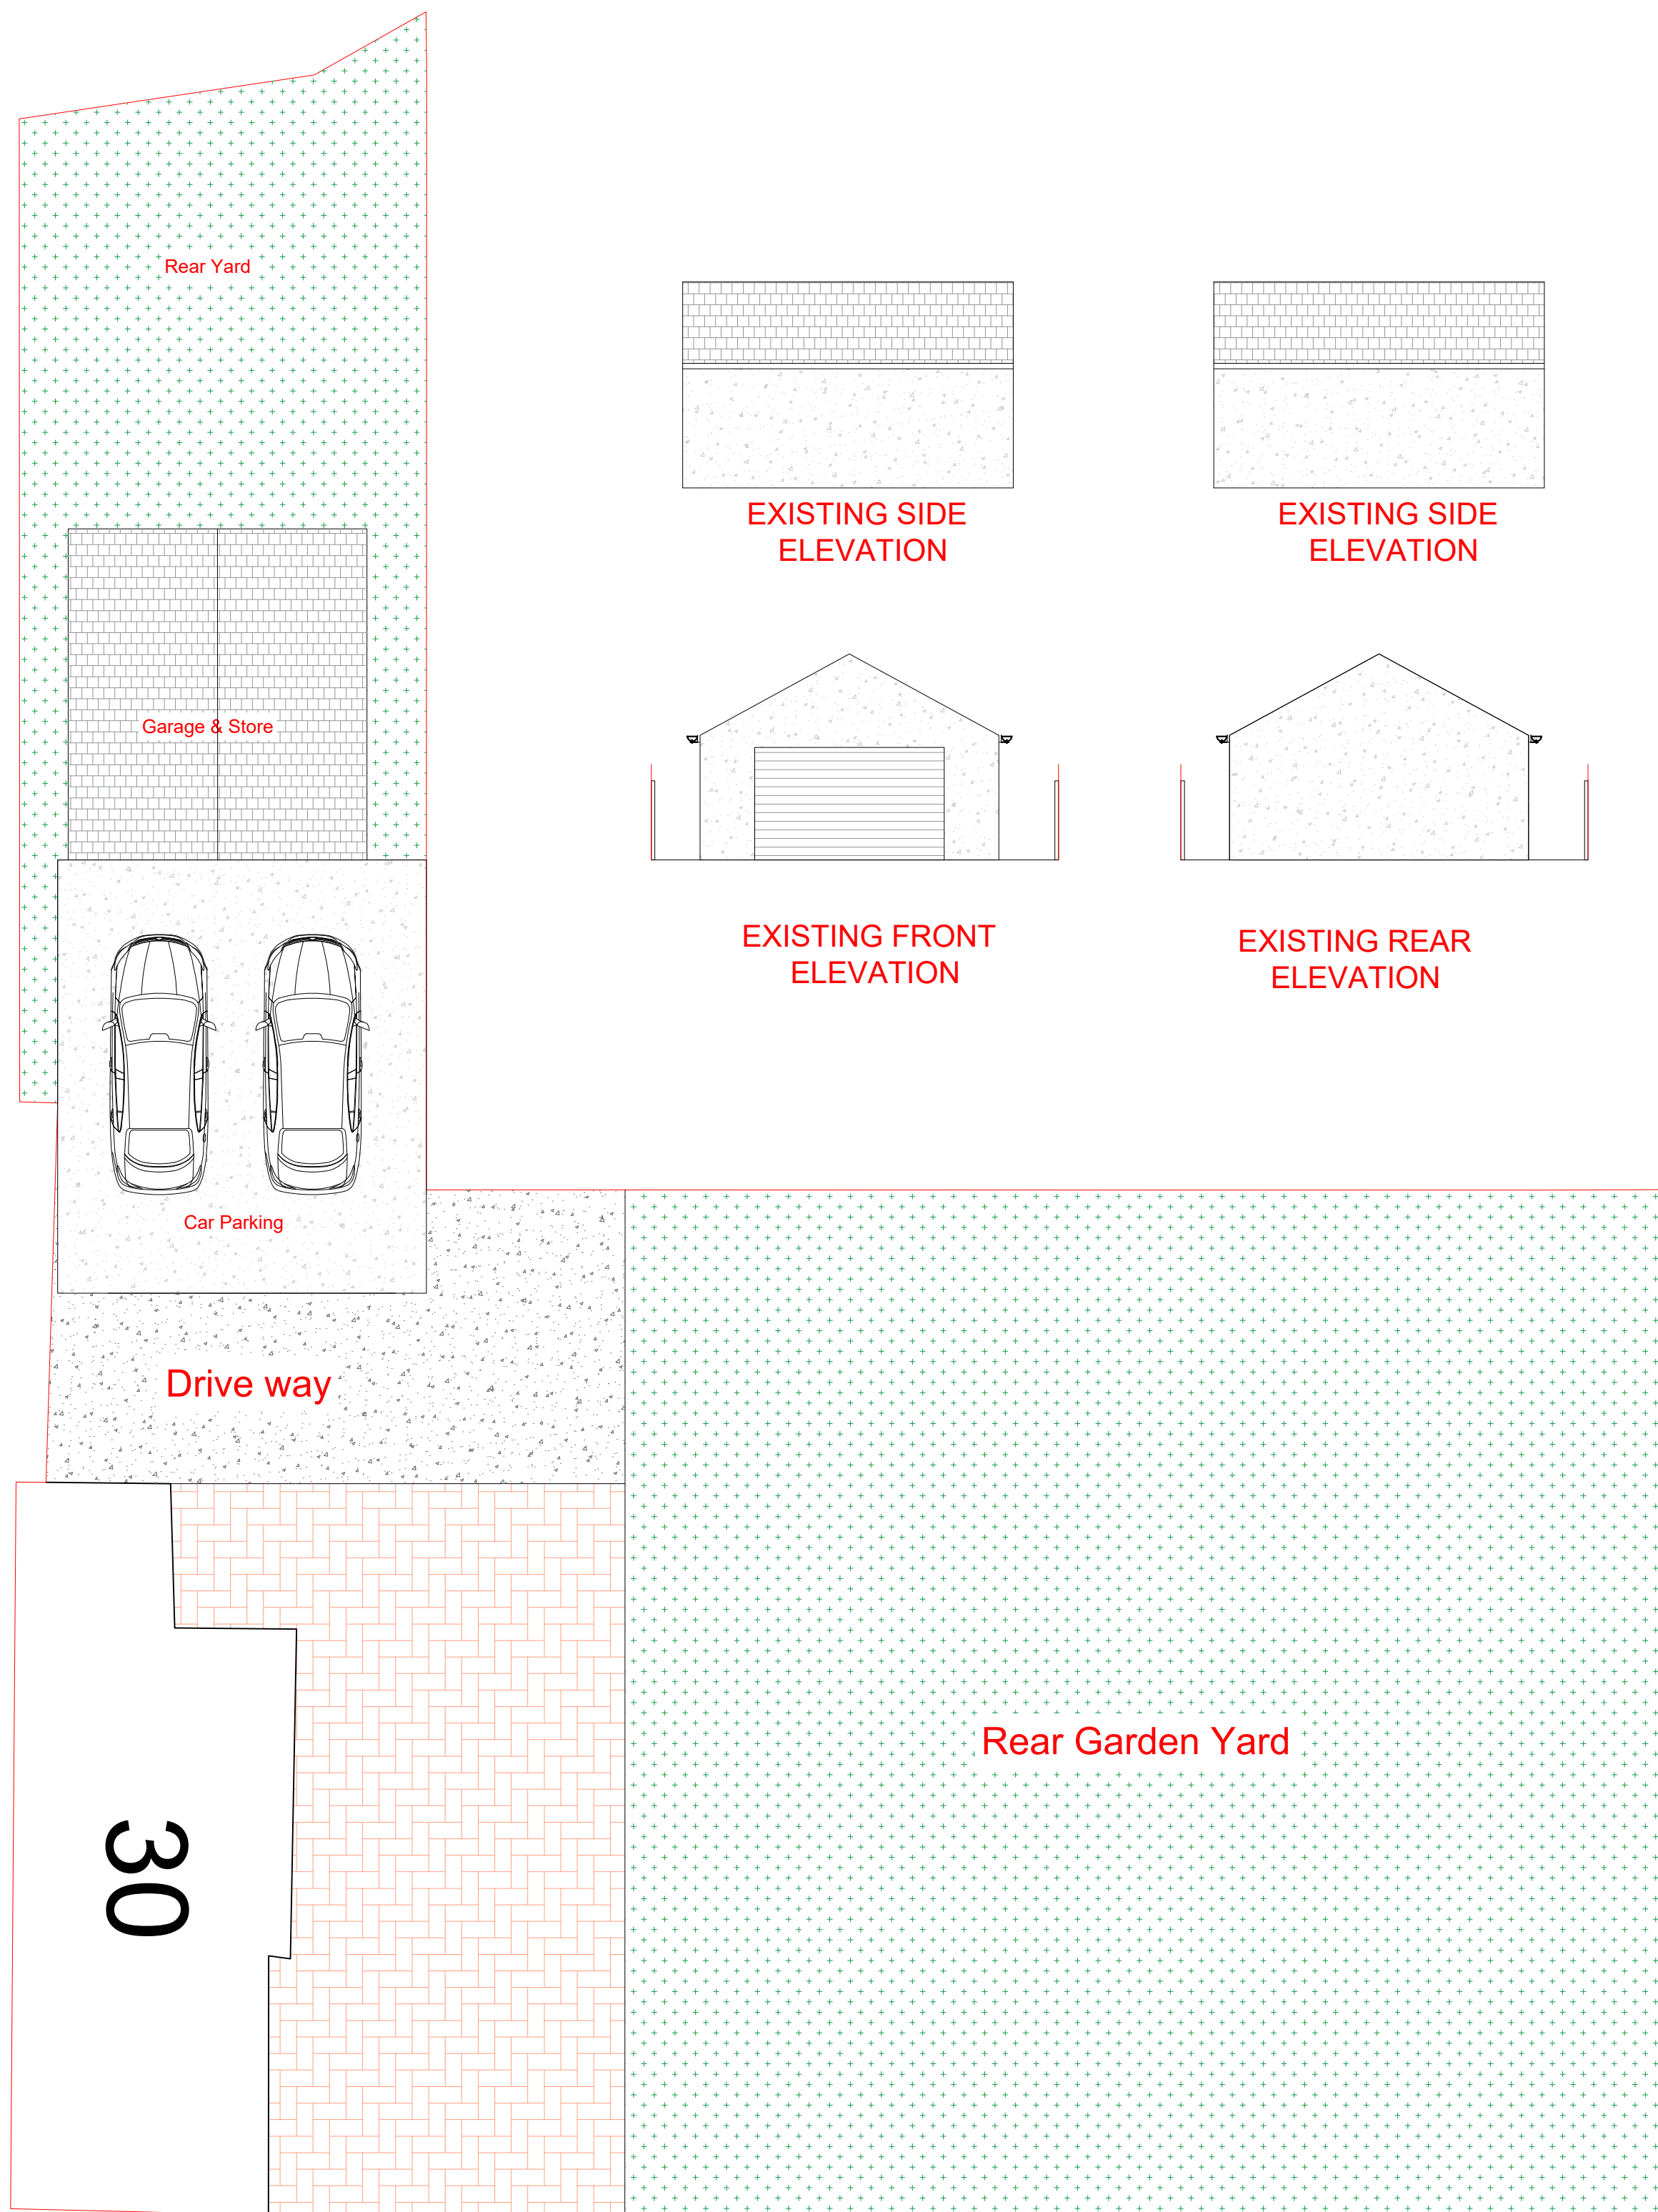 Rear Yard
EXISTING SIDE
ELEVATION
EXISTING SIDE
ELEVATION
Garage & Store
EXISTING FRONT
ELEVATION
EXISTING REAR
ELEVATION
Car Parking
Drive way
Rear Garden Yard
30